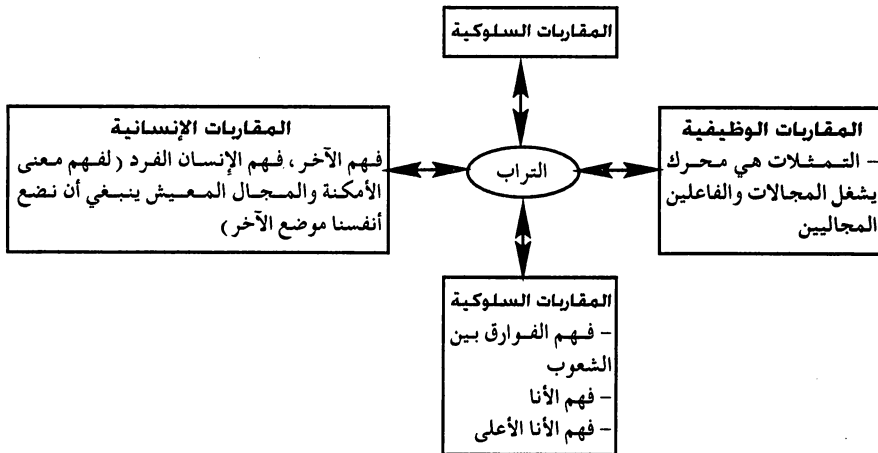 المقاربات السلوكية
المقاربات الوظيفية
– التمثلات هي محرك
يشغل المجالات والفاعلين
المجاليين
التراب
المقاربات الإنسانية
فهم الآخر، فهم الإنسان الفرد (لفهم معنى
الأمكنة والمجال المعيش ينبغي أن نضع
أنفسنا موضع الآخر)
المقاربات السلوكية
– فهم الفوارق بين
الشعوب
– فهم الأنا
– فهم الأنا الأعلى